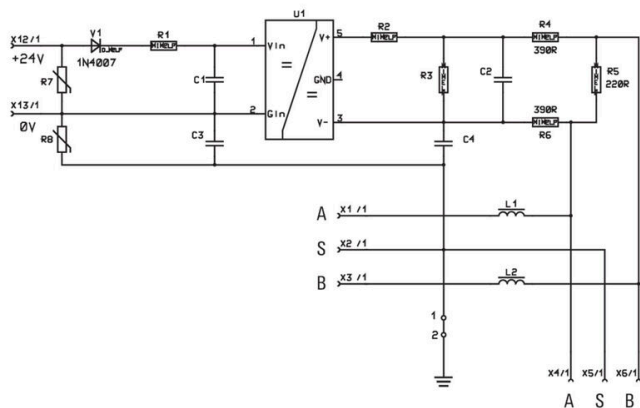 U1
X12/1
+24V
V1
1N4007
R1
1
VIn
V+
5
R2
R4
390R
R7
C1
GND
4
R3
C2
R5
220R
X13/1
0V
2
GIn
V-
3
390R
R6
R8
C3
C4
A
X1/1
L1
S
X2/1
B
X3/1
L2
1
2
X4/1
X5/1
X6/1
A
S
B